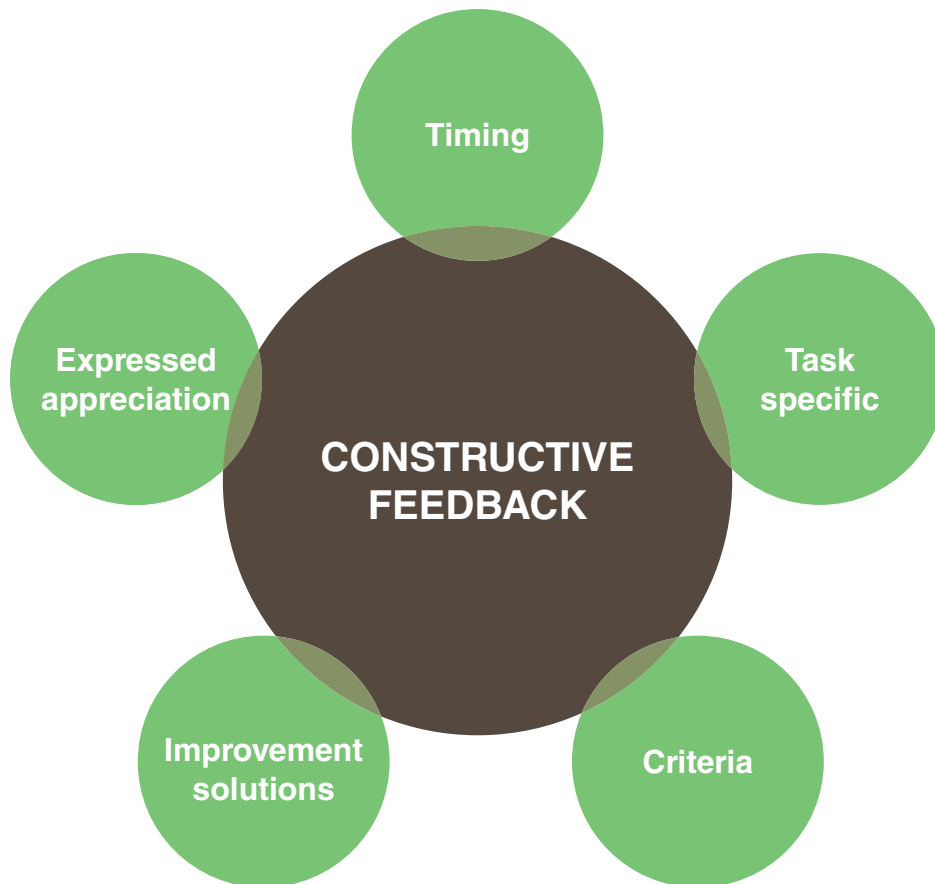 Timing
Expressed
appreciation
Task
specific
CONSTRUCTIVE
FEEDBACK
Improvement
solutions
Criteria